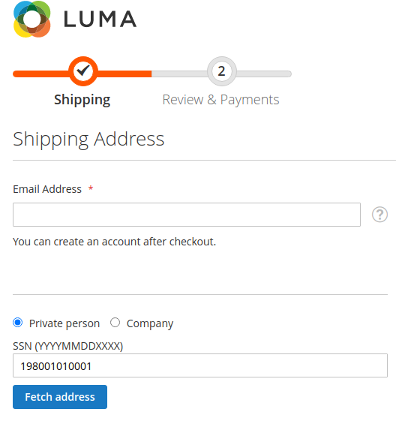 LUMA
2
Shipping
Review & Payments
Shipping Address
Email Address *
?
You can create an account after checkout.
Private person
Company
SSN (YYYYMMDDXXXX)
198001010001
Fetch address